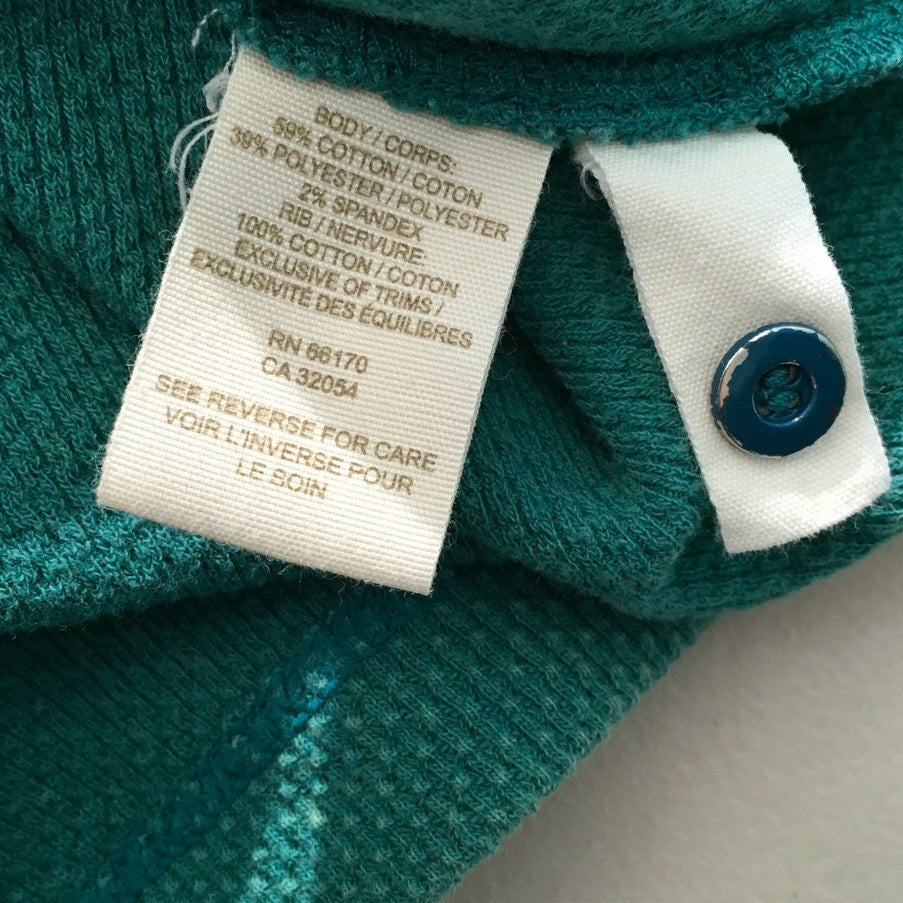 BODY / CORPS:
59% COTTON / COTON
39% POLYESTER / POLYESTER
2% SPANDEX
RIB / NERVURE:
100% COTTON / COTON
EXCLUSIVE OF TRIMS /
EXCLUSIVITÉ DES ÉQUILIBRES
RN 66170
CA 32054
SEE REVERSE FOR CARE
VOIR L'INVERSE POUR
LE SOIN